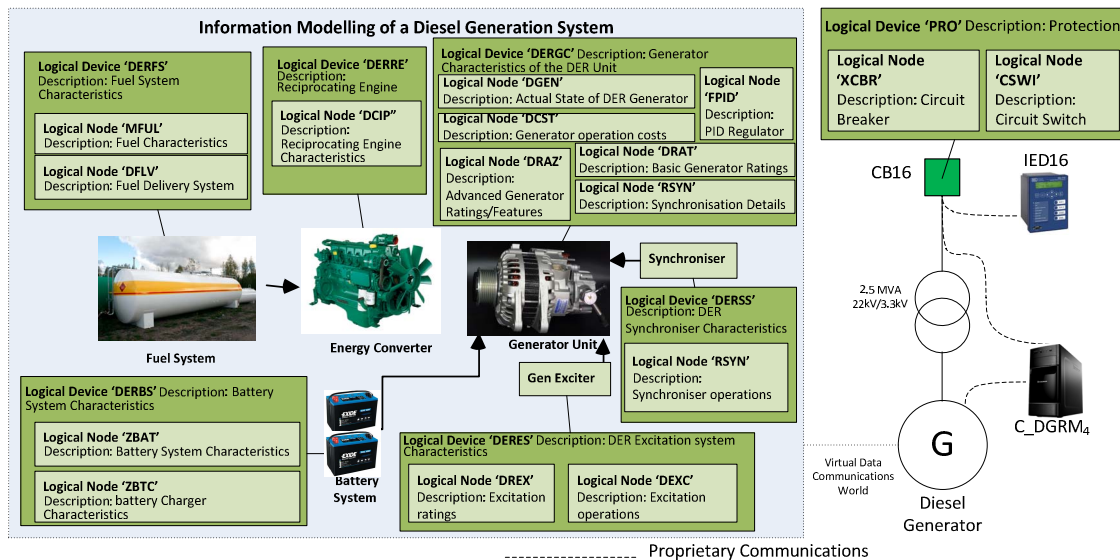 Information Modelling of a Diesel Generation System
Logical Device ‘DERFS’
Description: Fuel System
Characteristics
Logical Node ‘MFUL’
Description: Fuel Characteristics
Logical Node ‘DFLV’
Description: Fuel Delivery System
Logical Device ‘DERRE’
Description:
Reciprocating Engine
Logical Node ‘DCIP”
Description:
Reciprocating Engine
Characteristics
Logical Device ‘DERGC’ Description: Generator
Characteristics of the DER Unit
Logical Node ‘DGEN’
Description: Actual State of DER Generator
Logical Node ‘DCST’
Description: Generator operation costs
Logical Node
‘FPID’
Description:
PID Regulator
Logical Node ‘DRAZ’
Description:
Advanced Generator
Ratings/Features
Logical Node ‘DRAT’
Description: Basic Generator Ratings
Logical Node ‘RSYN’
Description: Synchronisation Details
Logical Device ‘PRO’ Description: Protection
Logical Node
‘XCBR’
Description: Circuit
Breaker
Logical Node
‘CSWI’
Description:
Circuit Switch
CB16
IED16
Fuel System
Energy Converter
Generator Unit
Synchroniser
Gen Exciter
Logical Device ‘DERSS’
Description: DER
Synchroniser Characteristics
Logical Node ‘RSYN’
Description:
Synchroniser operations
2,5 MVA
22kV/3.3kV
Logical Device ‘DERBS’ Description: Battery
System Characteristics
Logical Node ‘ZBAT’
Description: Battery System Characteristics
Logical Node ‘ZBTC’
Description: battery Charger
Characteristics
EXIDE
EXIDE
Battery
System
Logical Device ‘DERES’ Description: DER Excitation system
Characteristics
Logical Node ‘DREX’
Description: Excitation
ratings
Logical Node ‘DEXC’
Description: Excitation
operations
C_DGRM4
G
Virtual Data
Communications
World
Diesel
Generator
Proprietary Communications